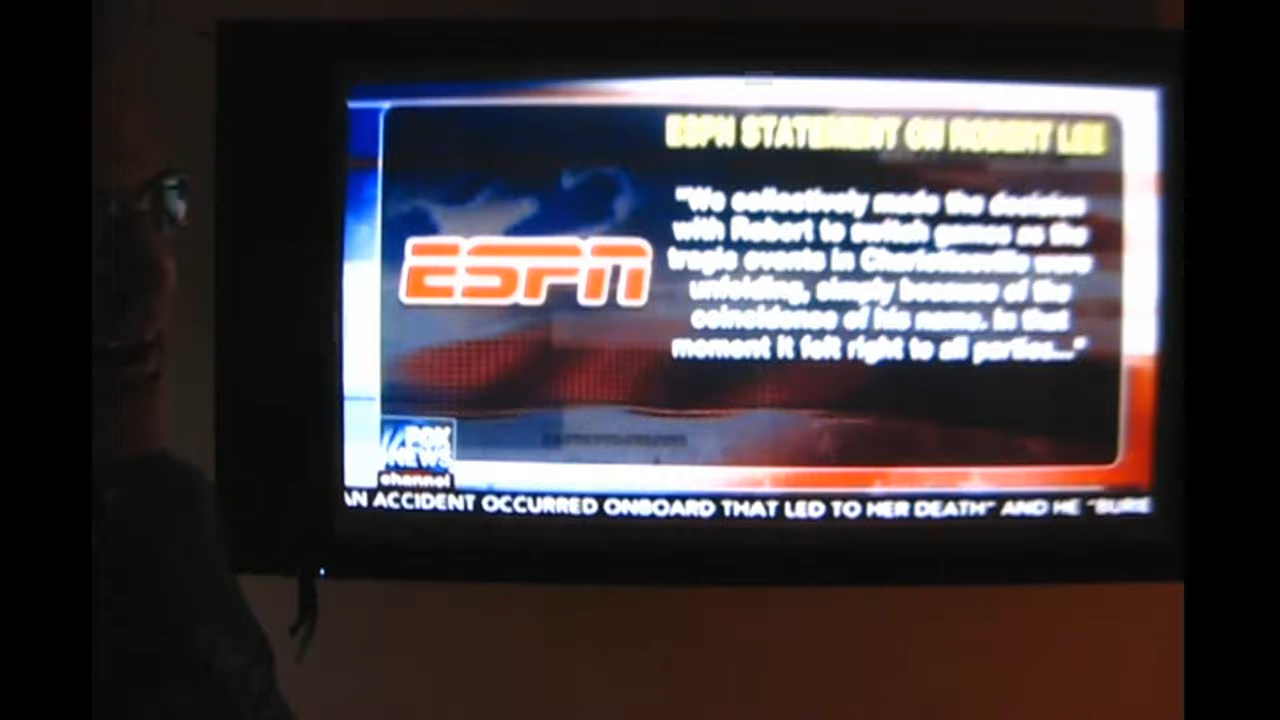 ESPN STATEMENT ON ROBERT LEE
"We collectively made the decision
with Robert to switch games as the
tragic events in Charlottesville were
unfolding, simply because of the
coincidence of his name. In that
moment it felt right to all parties..."
ESPN
FOX
NEWS
channel
AN ACCIDENT OCCURRED ONBOARD THAT LED TO HER DEATH" AND HE "BURIE